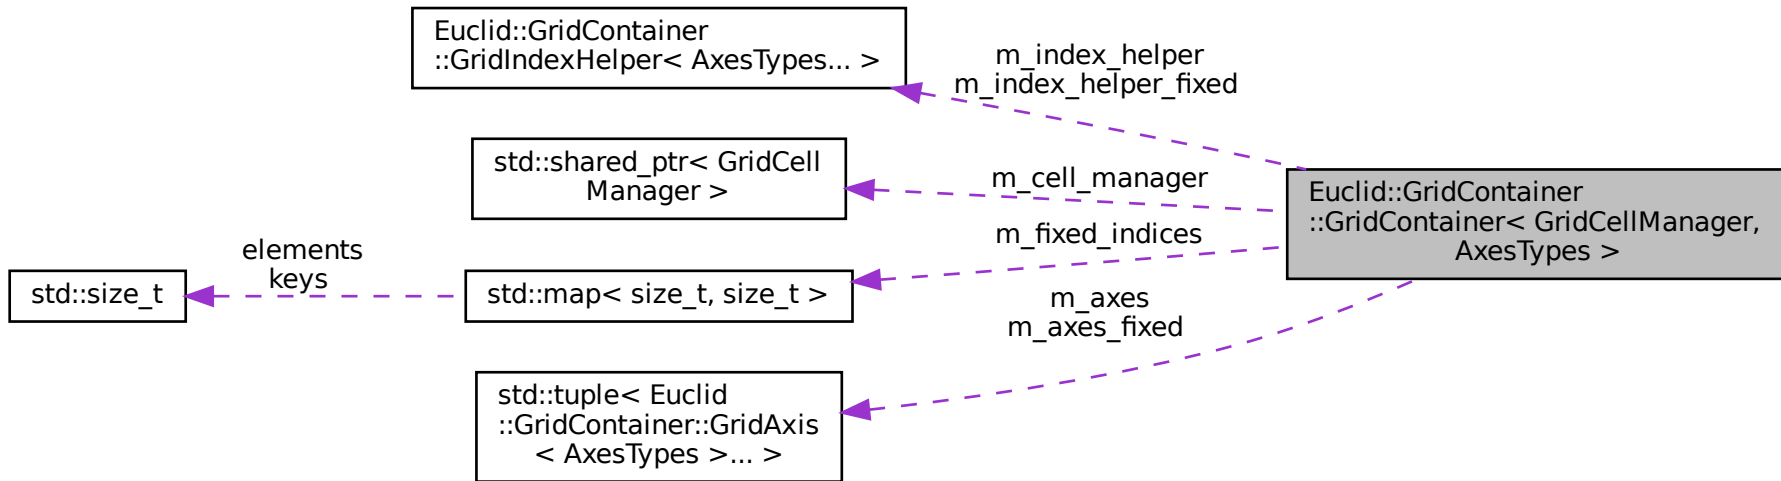 Euclid::GridContainer
::GridIndexHelper< AxesTypes... >
m_index_helper
m_index_helper_fixed
std::shared_ptr< GridCell
Manager >
m_cell_manager
Euclid::GridContainer
::GridContainer< GridCellManager,
AxesTypes >
m_fixed_indices
elements
keys
std::size_t
std::map< size_t, size_t >
m_axes
m_axes_fixed
std::tuple< Euclid
::GridContainer::GridAxis
< AxesTypes >... >